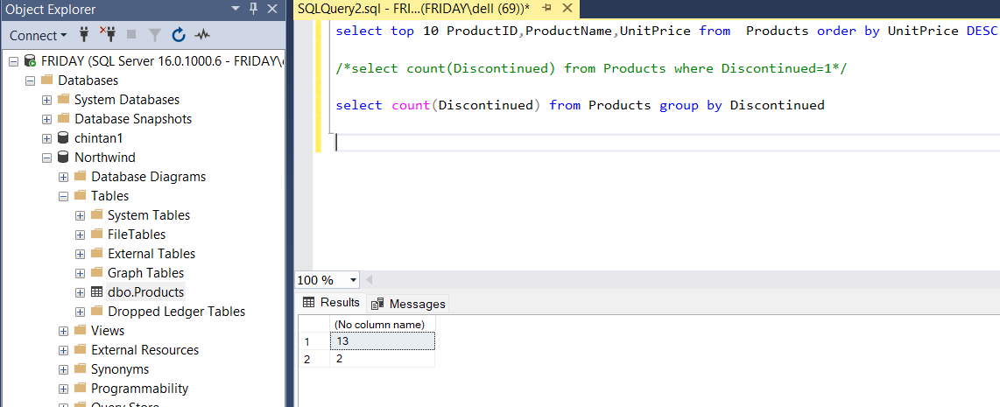 Object Explorer
Connect
FRIDAY (SQL Server 16.0.1000.6 - FRIDAY\
Databases
System Databases
Database Snapshots
chintan1
Northwind
Database Diagrams
Tables
System Tables
FileTables
External Tables
Graph Tables
dbo.Products
Dropped Ledger Tables
Views
External Resources
Synonyms
Programmability
Query Store
SQLQuery2.sql - FRI...(FRIDAY\dell (69))*
select top 10 ProductID,ProductName,UnitPrice from  Products order by UnitPrice DESC
/*select count(Discontinued) from Products where Discontinued=1*/
select count(Discontinued) from Products group by Discontinued
100 %
Results Messages
(No column name)
1 13
2 2